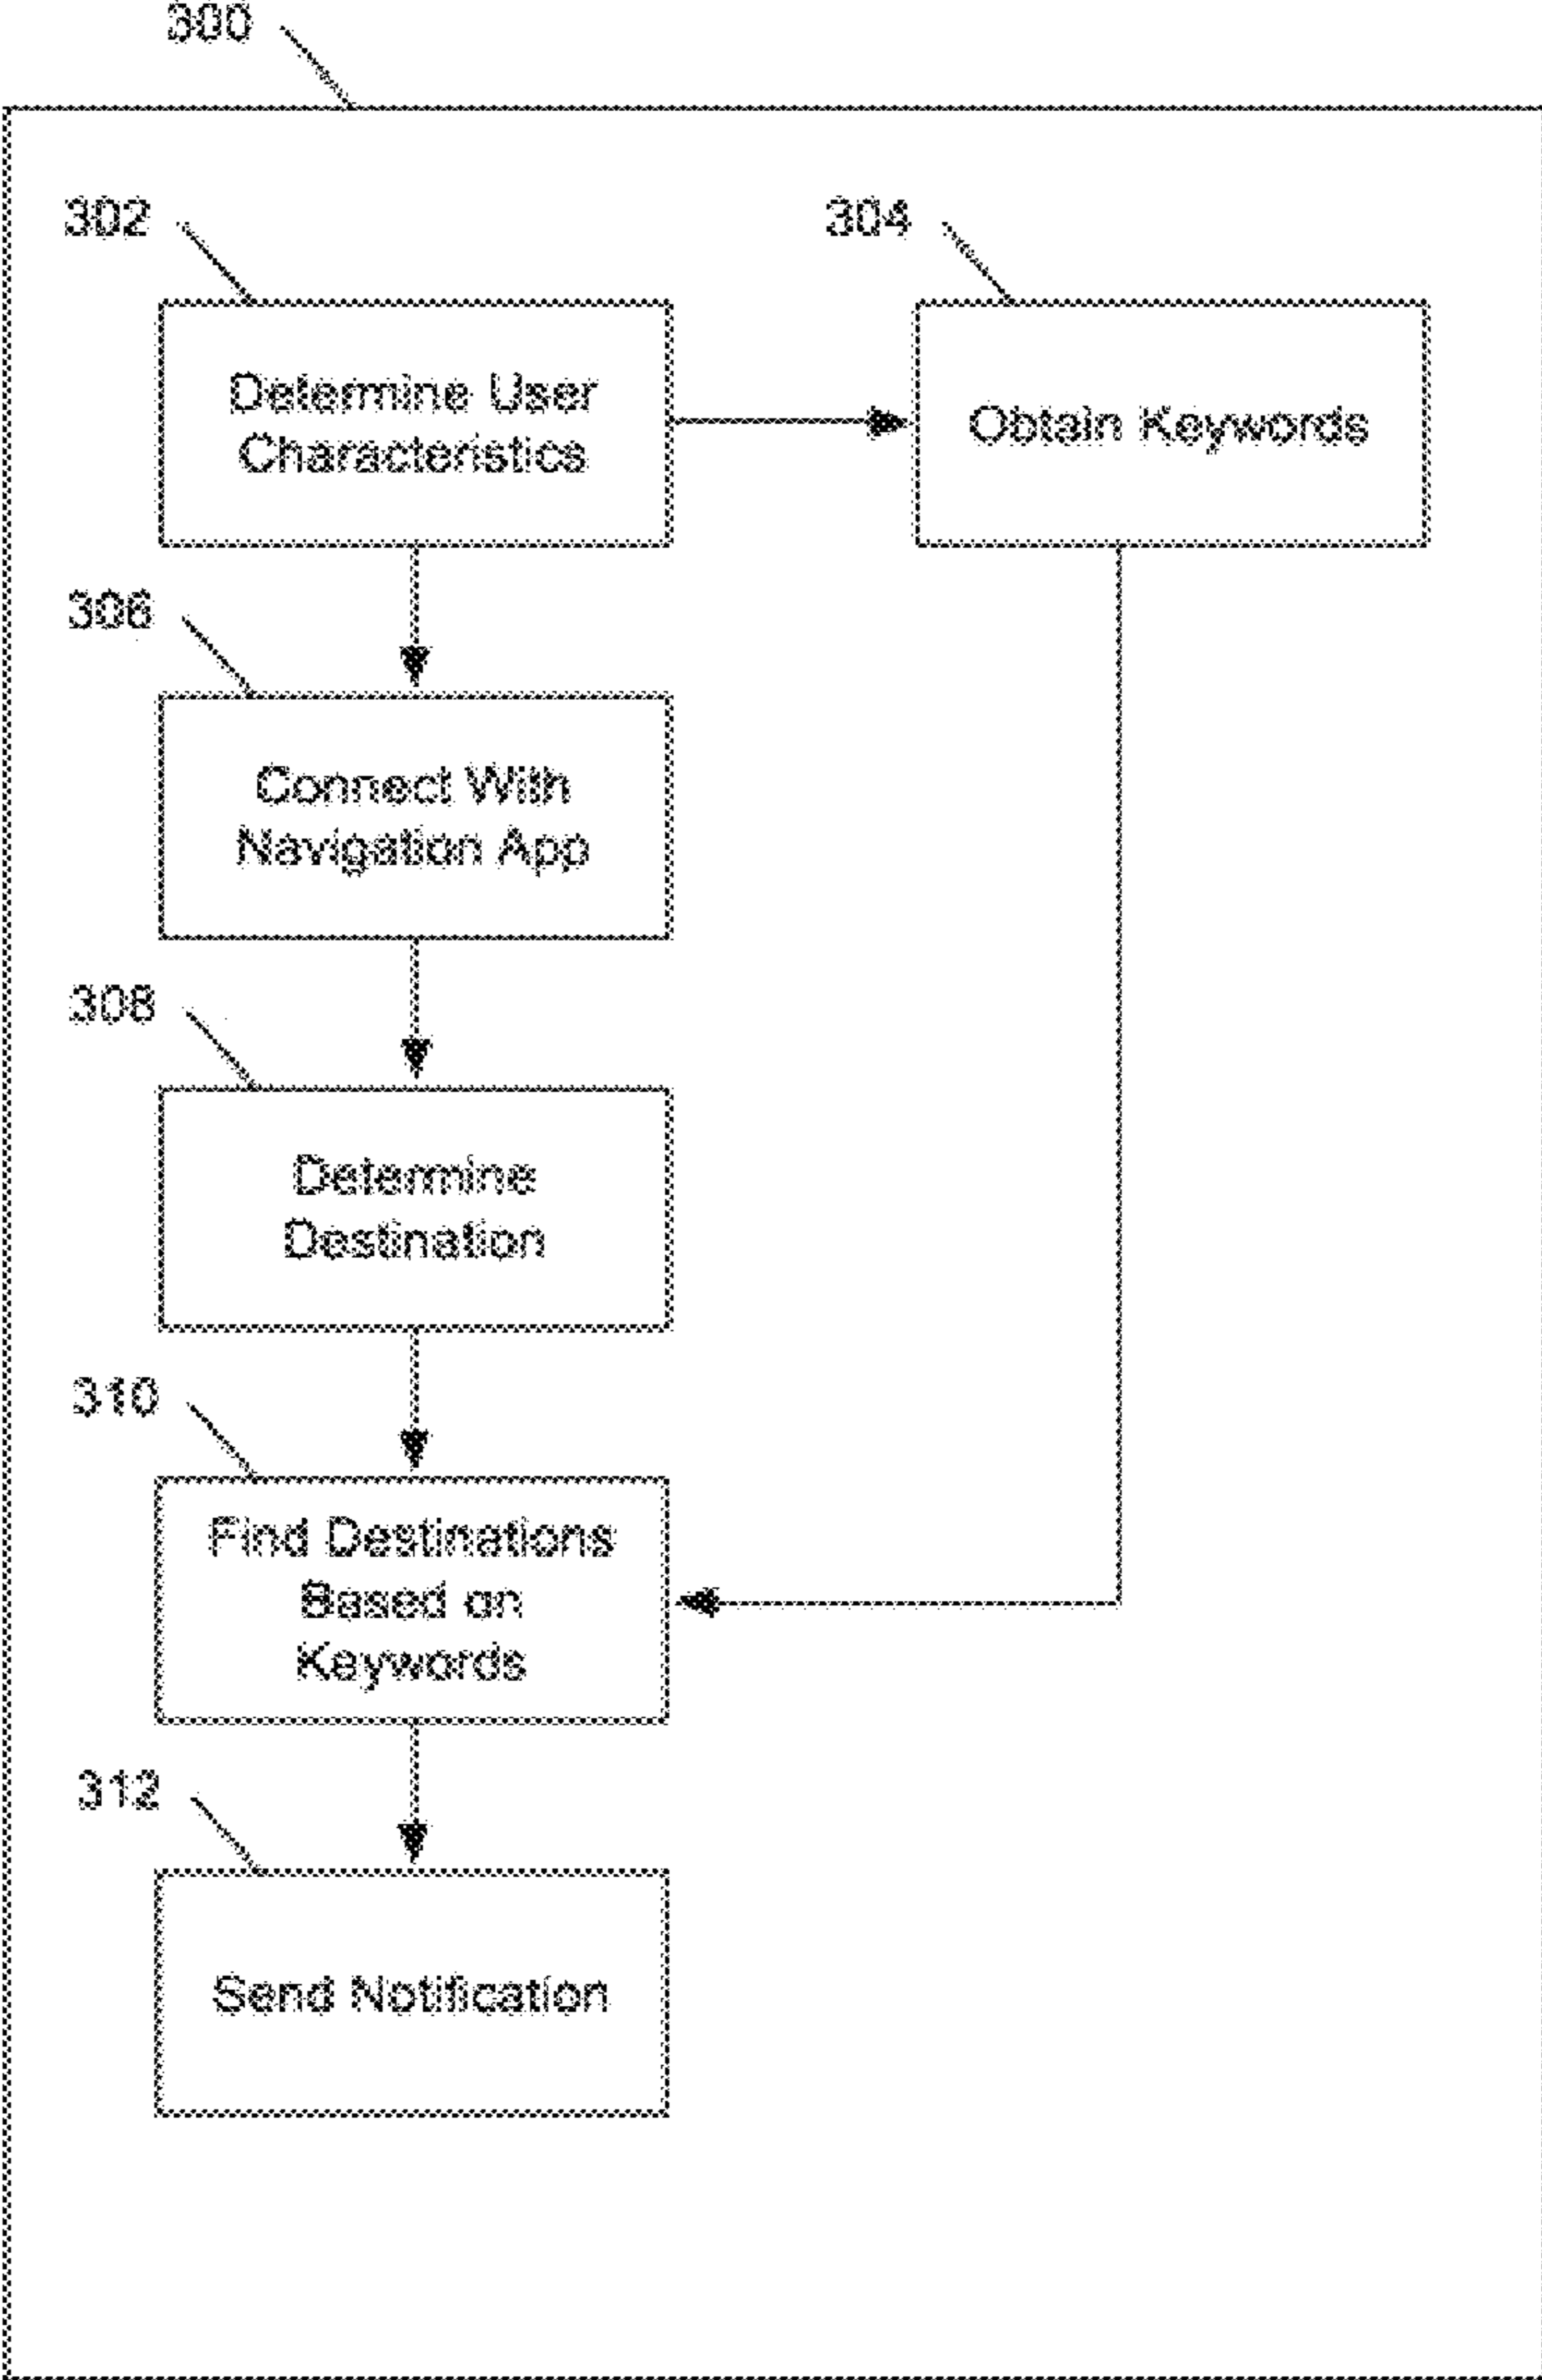 300
302
304
Determine User
Characteristics
Obtain Keywords
306
Connect With
Navigation App
308
Determine
Destination
310
Find Destinations
Based on
Keywords
312
Send Notification